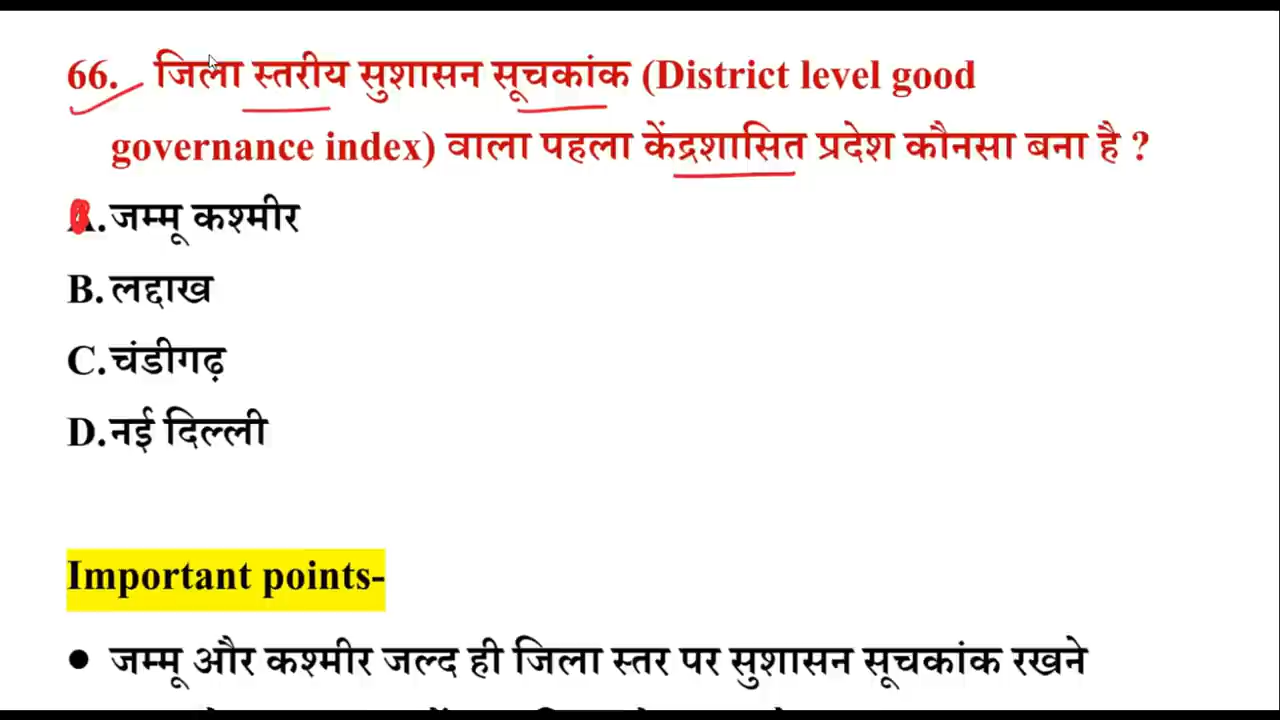 66. जिला स्तरीय सुशासन सूचकांक (District level good
governance index) वाला पहला केंद्रशासित प्रदेश कौनसा बना है ?
A. जम्मू कश्मीर
B. लद्दाख
C. चंडीगढ़
D. नई दिल्ली
Important points-
● जम्मू और कश्मीर जल्द ही जिला स्तर पर सुशासन सूचकांक रखने